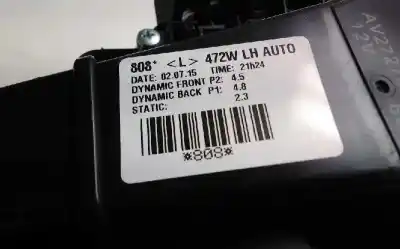 808* <L> 472W LH AUTO
DATE: 02.07.15 TIME: 21h24
DYNAMIC FRONT P2: 4.5
DYNAMIC BACK P1: 4.8
STATIC: 2.3
*808*
12V